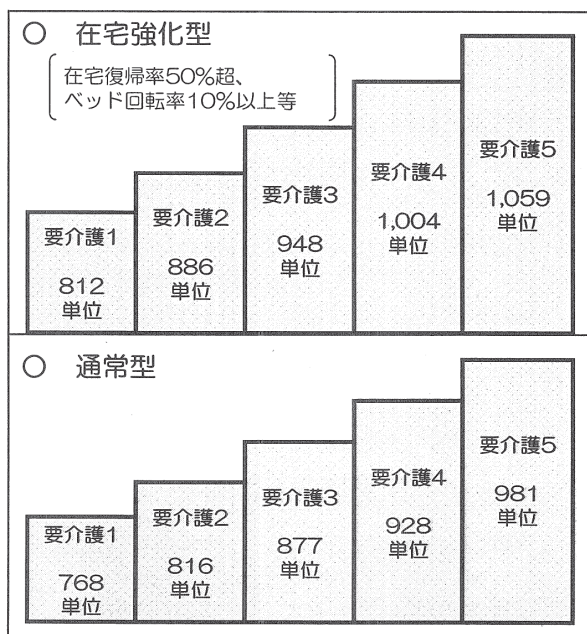 ○ 在宅強化型
在宅復帰率50%超、
ベッド回転率10%以上等
要介護1
812
単位
要介護2
886
単位
要介護3
948
単位
要介護4
1,004
単位
要介護5
1,059
単位
○ 通常型
要介護1
768
単位
要介護2
816
単位
要介護3
877
単位
要介護4
928
単位
要介護5
981
単位